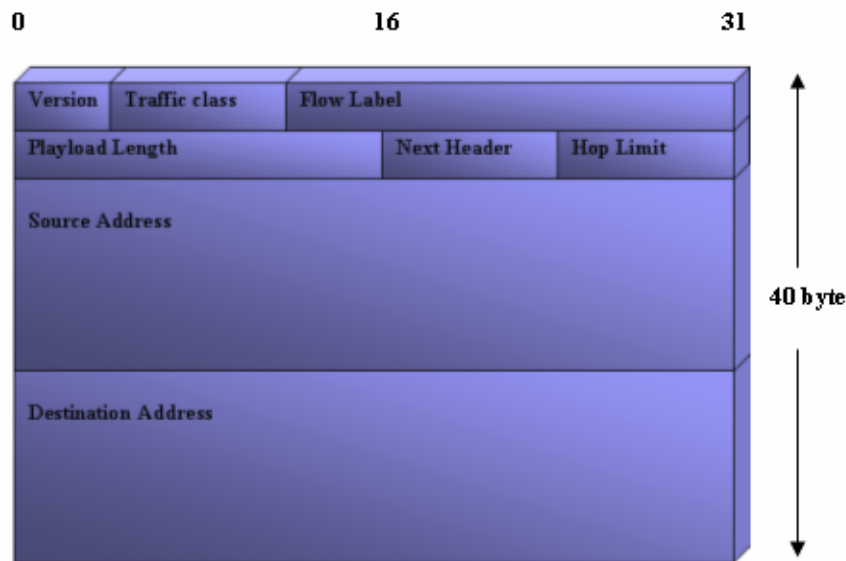 0 16 31
Version Traffic class Flow Label
Playload Length Next Header Hop Limit
Source Address
40 byte
Destination Address